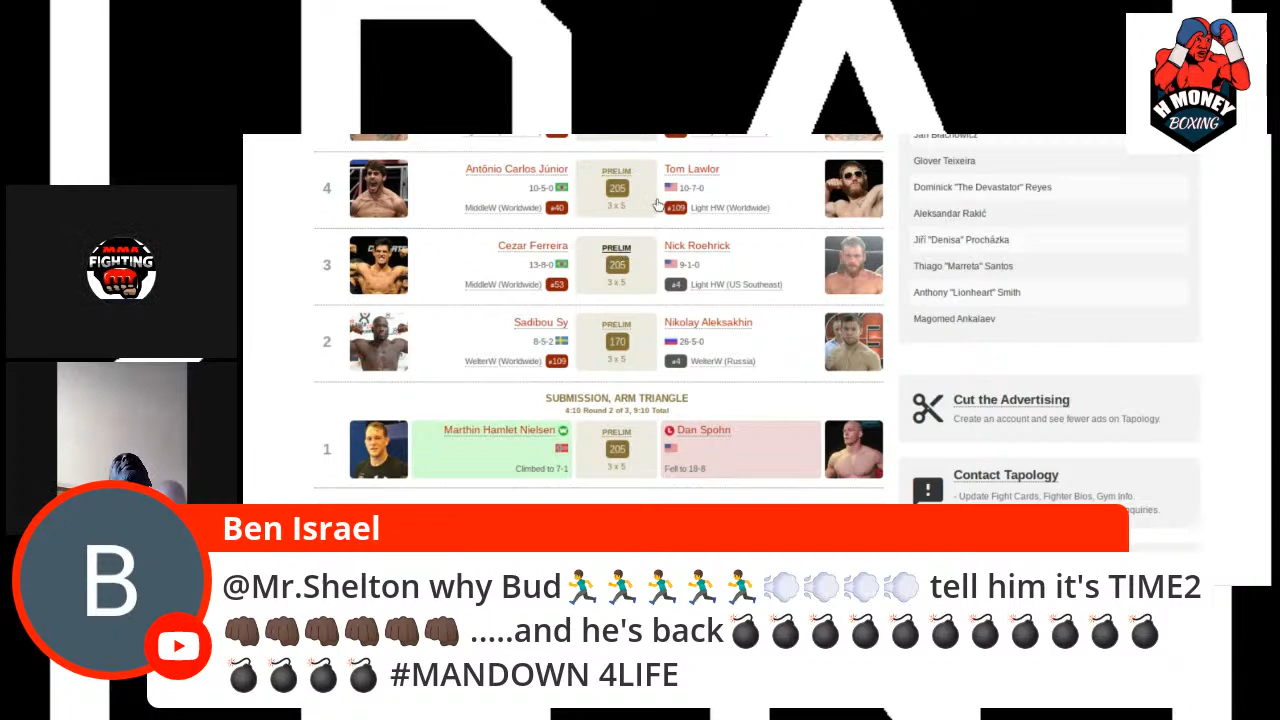 H MONEY
BOXING
MMA
FIGHTING
4
Antônio Carlos Júnior
10-5-0
MiddleW (Worldwide) #40
PRELIM
205
3 x 5
Tom Lawlor
10-7-0
#109 Light HW (Worldwide)
3
Cezar Ferreira
13-8-0
MiddleW (Worldwide) #53
PRELIM
205
3 x 5
Nick Roehrick
9-1-0
#4 Light HW (US Southeast)
2
Sadibou Sy
8-5-2
WelterW (Worldwide) #109
PRELIM
170
3 x 5
Nikolay Aleksakhin
26-5-0
#4 WelterW (Russia)
SUBMISSION, ARM TRIANGLE
4:10 Round 2 of 3, 9:10 Total
1
Marthin Hamlet Nielsen
Climbed to 7-1
PRELIM
205
3 x 5
Dan Spohn
Fell to 18-8
Jan Blachowicz
Glover Teixeira
Dominick "The Devastator" Reyes
Aleksandar Rakić
Jiří "Denisa" Procházka
Thiago "Marreta" Santos
Anthony "Lionheart" Smith
Magomed Ankalaev
Cut the Advertising
Create an account and see fewer ads on Tapology.
Contact Tapology
- Update Fight Cards, Fighter Bios, Gym Info.
B
Ben Israel
@Mr.Shelton why Bud🏃‍♂️🏃‍♂️🏃‍♂️🏃‍♂️🏃‍♂️💨💨💨💨 tell him it's TIME2
👊🏿👊🏿👊🏿👊🏿👊🏿👊🏿 .....and he's back💣💣💣💣💣💣💣💣💣💣💣
💣💣💣💣 #MANDOWN 4LIFE